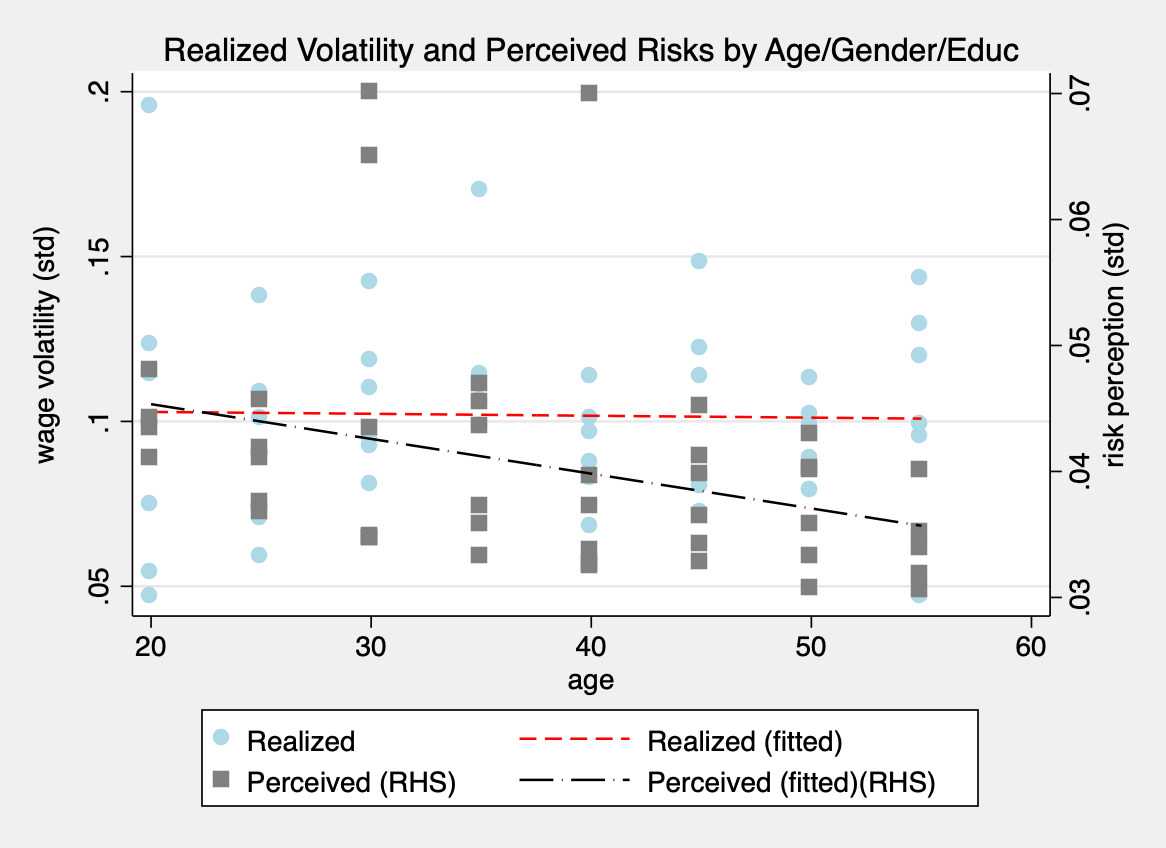 Realized Volatility and Perceived Risks by Age/Gender/Educ
wage volatility (std)
.2
.15
.1
.05
.07
.06
.05
.04
.03
risk perception (std)
20 30 40 50 60
age
Realized Realized (fitted)
Perceived (RHS) Perceived (fitted)(RHS)